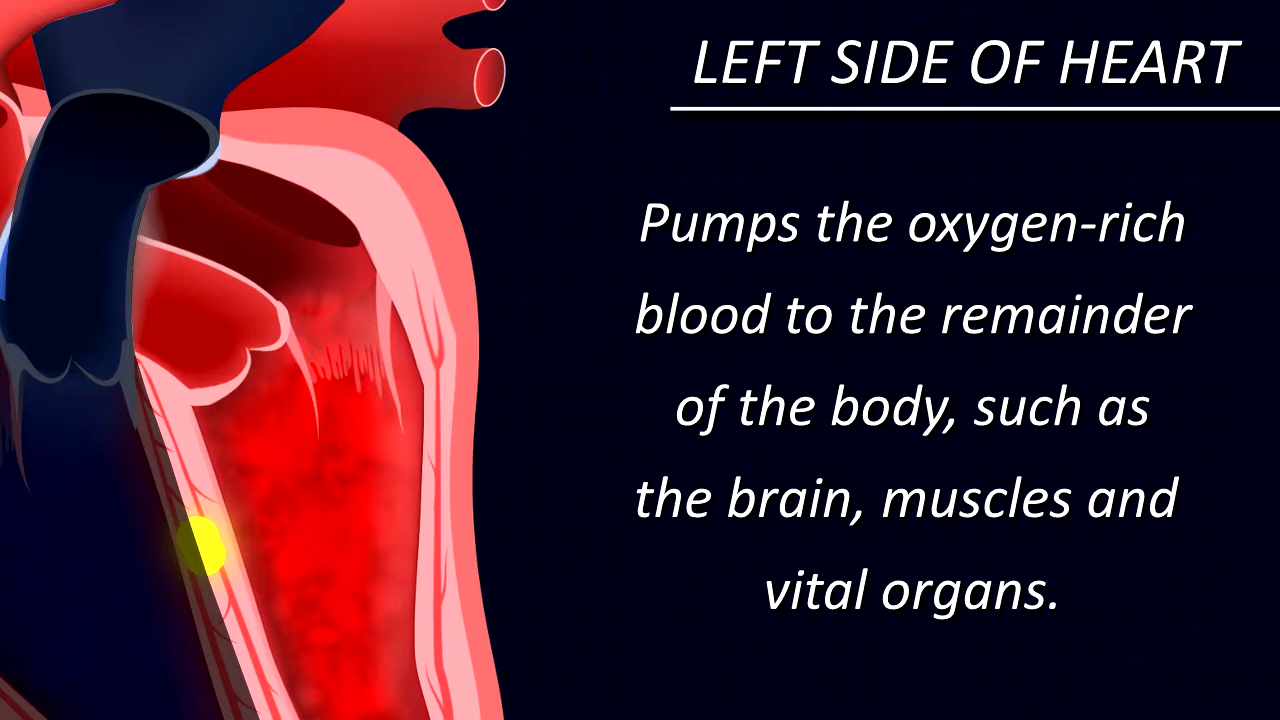 LEFT SIDE OF HEART
Pumps the oxygen-rich
blood to the remainder
of the body, such as
the brain, muscles and
vital organs.